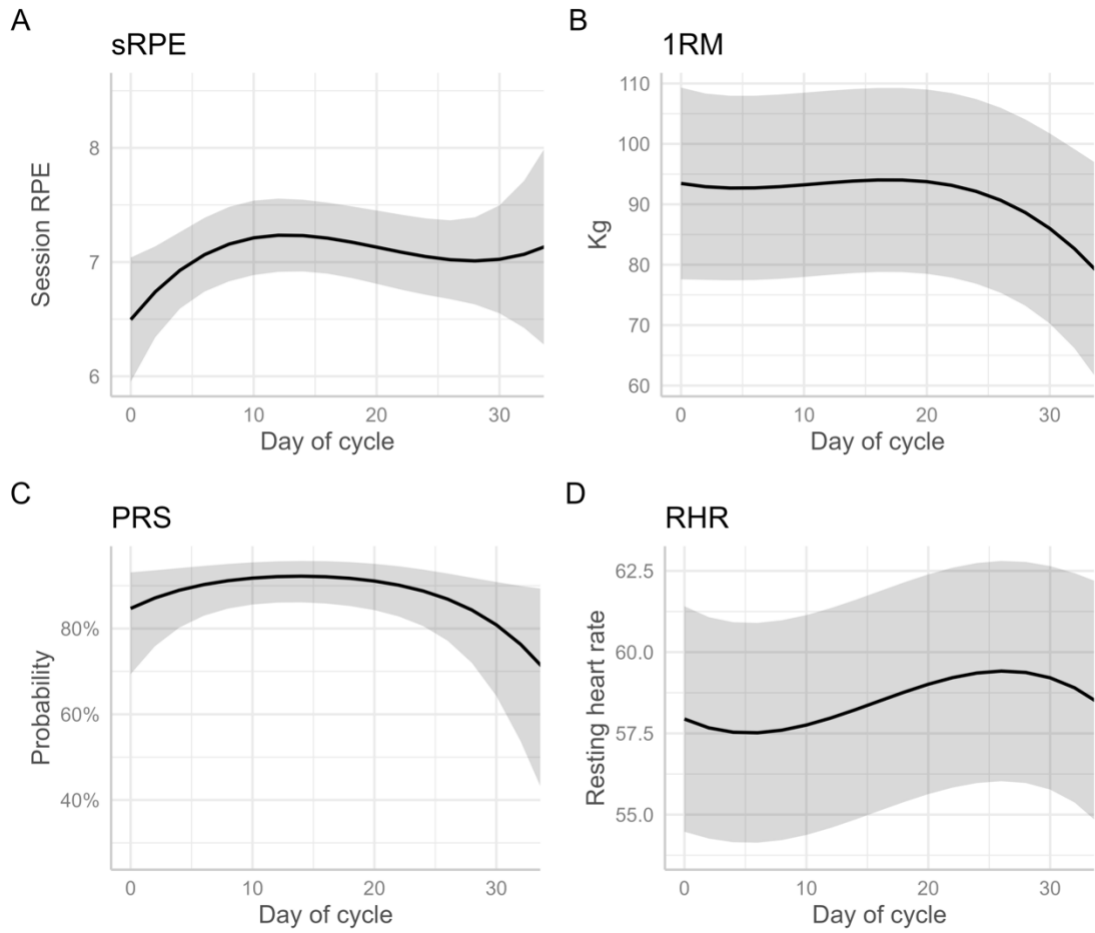 A
sRPE
Session RPE
8
7
6
0 10 20 30
Day of cycle
B
1RM
Kg
110
100
90
80
70
60
0 10 20 30
Day of cycle
C
PRS
Probability
80%
60%
40%
0 10 20 30
Day of cycle
D
RHR
Resting heart rate
62.5
60.0
57.5
55.0
0 10 20 30
Day of cycle